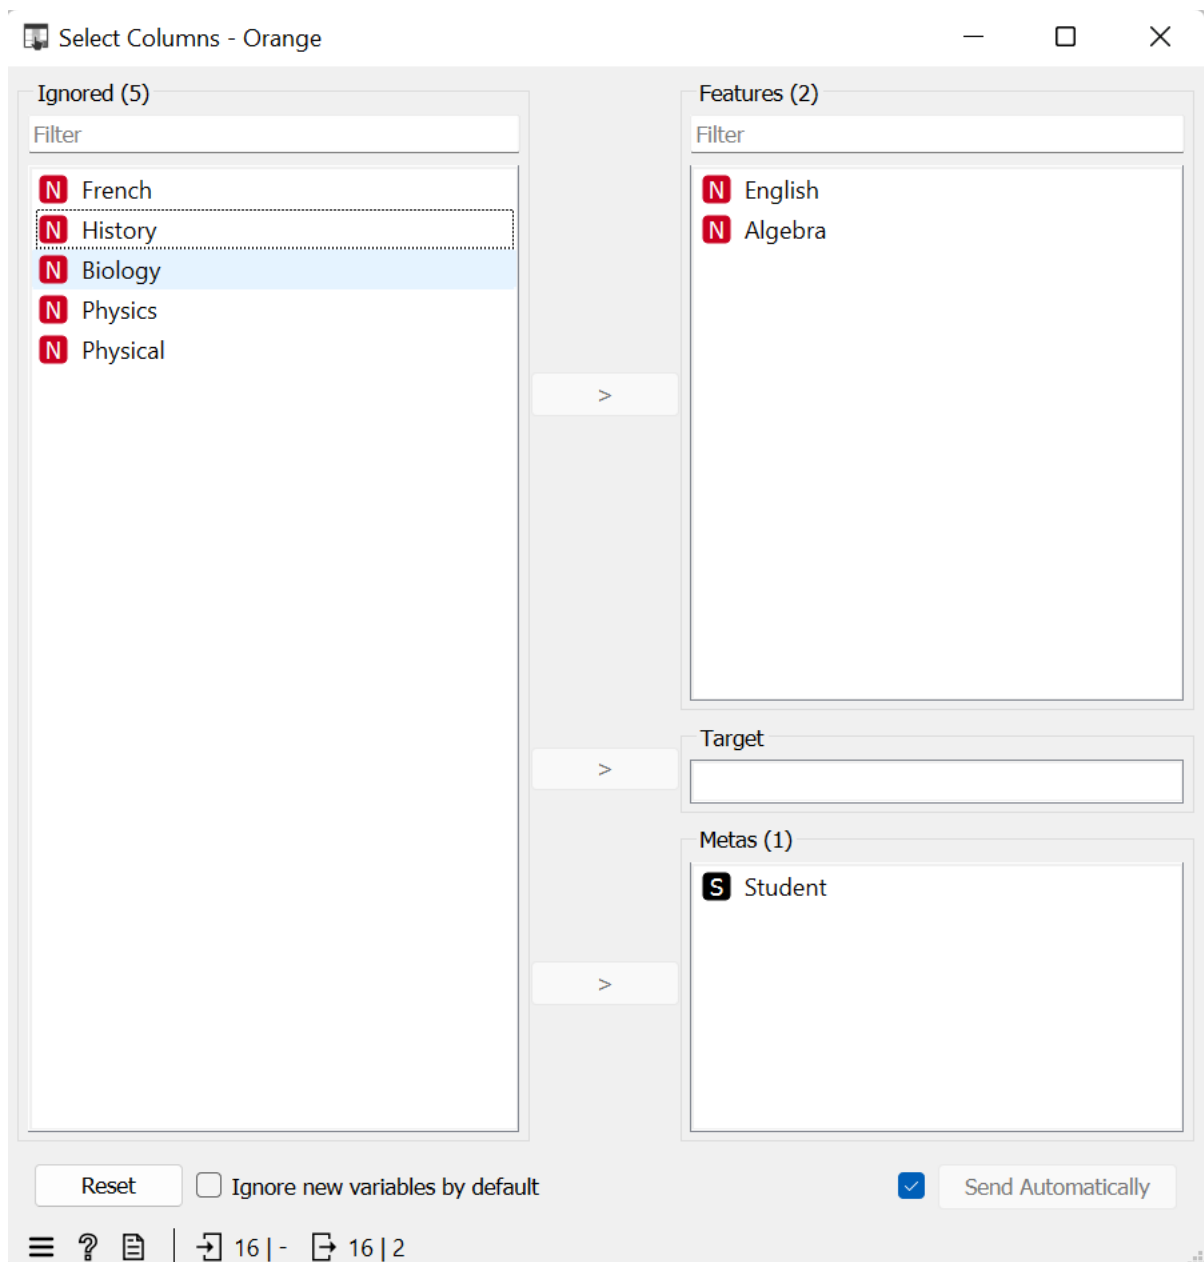 Select Columns - Orange
Ignored (5)
Filter
N French
N History
N Biology
N Physics
N Physical
>
>
>
Features (2)
Filter
N English
N Algebra
Target
Metas (1)
S Student
Reset
Ignore new variables by default
Send Automatically
? 16 | - 16 | 2